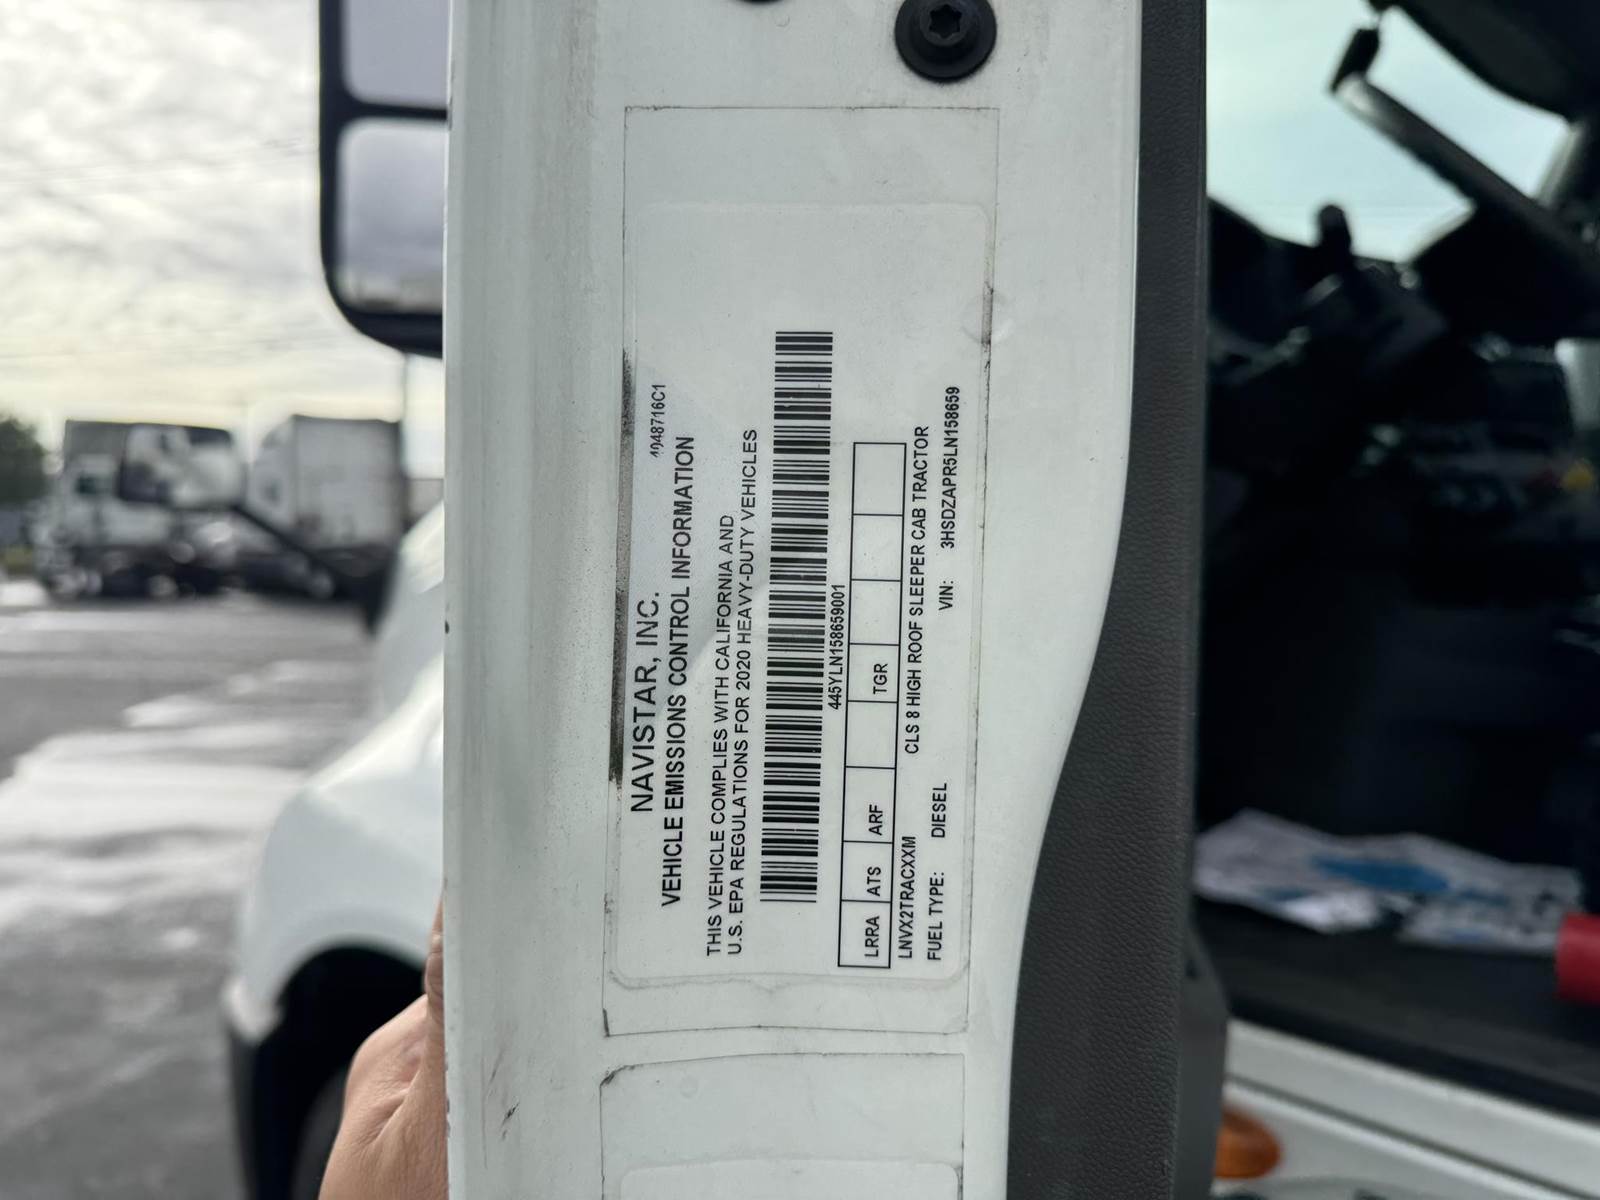 4048716C1
NAVISTAR, INC.
VEHICLE EMISSIONS CONTROL INFORMATION
THIS VEHICLE COMPLIES WITH CALIFORNIA AND
U.S. EPA REGULATIONS FOR 2020 HEAVY-DUTY VEHICLES
445YLN158659001
LRRA ATS ARF TGR
LNVX2TRACXXM CLS 8 HIGH ROOF SLEEPER CAB TRACTOR
FUEL TYPE: DIESEL VIN: 3HSDZAPR5LN158659